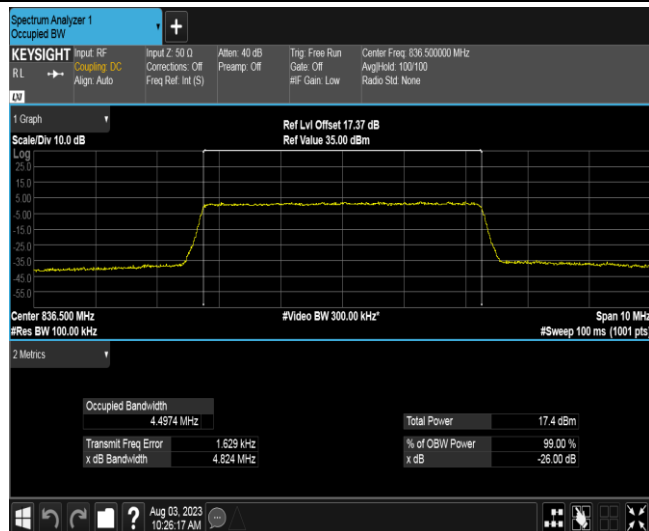 Spectrum Analyzer 1
Occupied BW
+
KEYSIGHT Input: RF Input Z: 50 Ω Atten: 40 dB Trig: Free Run Center Freq: 836.500000 MHz
RL Coupling: DC Corrections: Off Preamp: Off Gate: Off Avg|Hold: 100/100
Align: Auto Freq Ref: Int (S) #IF Gain: Low Radio Std: None
LXI
1 Graph Ref Lvl Offset 17.37 dB
Scale/Div 10.0 dB Ref Value 35.00 dBm
Log
25.0
15.0
5.00
-5.00
-15.0
-25.0
-35.0
-45.0
-55.0
Center 836.500 MHz #Video BW 300.00 kHz* Span 10 MHz
#Res BW 100.00 kHz #Sweep 100 ms (1001 pts)
2 Metrics
Occupied Bandwidth
4.4974 MHz Total Power 17.4 dBm
Transmit Freq Error 1.629 kHz % of OBW Power 99.00 %
x dB Bandwidth 4.824 MHz x dB -26.00 dB
? Aug 03, 2023
10:26:17 AM